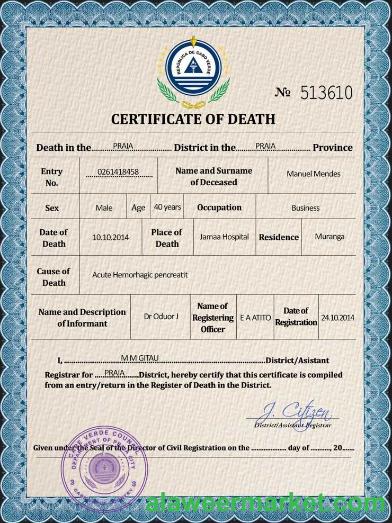 REPÚBLICA DE CABO VERDE
№ 513610
CERTIFICATE OF DEATH
Death in the PRAIA District in the PRAIA Province
Entry No. 0261418458 Name and Surname of Deceased Manuel Mendes
Sex Male Age 40 years Occupation Business
Date of Death 10.10.2014 Place of Death Jamaa Hospital Residence Muranga
Cause of Death Acute Hemorhagic pencreatit
Name and Description of Informant Dr Oduor J Name of Registering Officer E A ATITO Date of Registration 24.10.2014
I, M M GITAU District/Asistant
Registrar for PRAIA District, hereby certify that this certificate is compiled
from an entry/return in the Register of Death in the District.
J. Citizen
District/Assistant Registrar
Given under the Seal of the Director of Civil Registration on the day of 20
alaweermarket.com